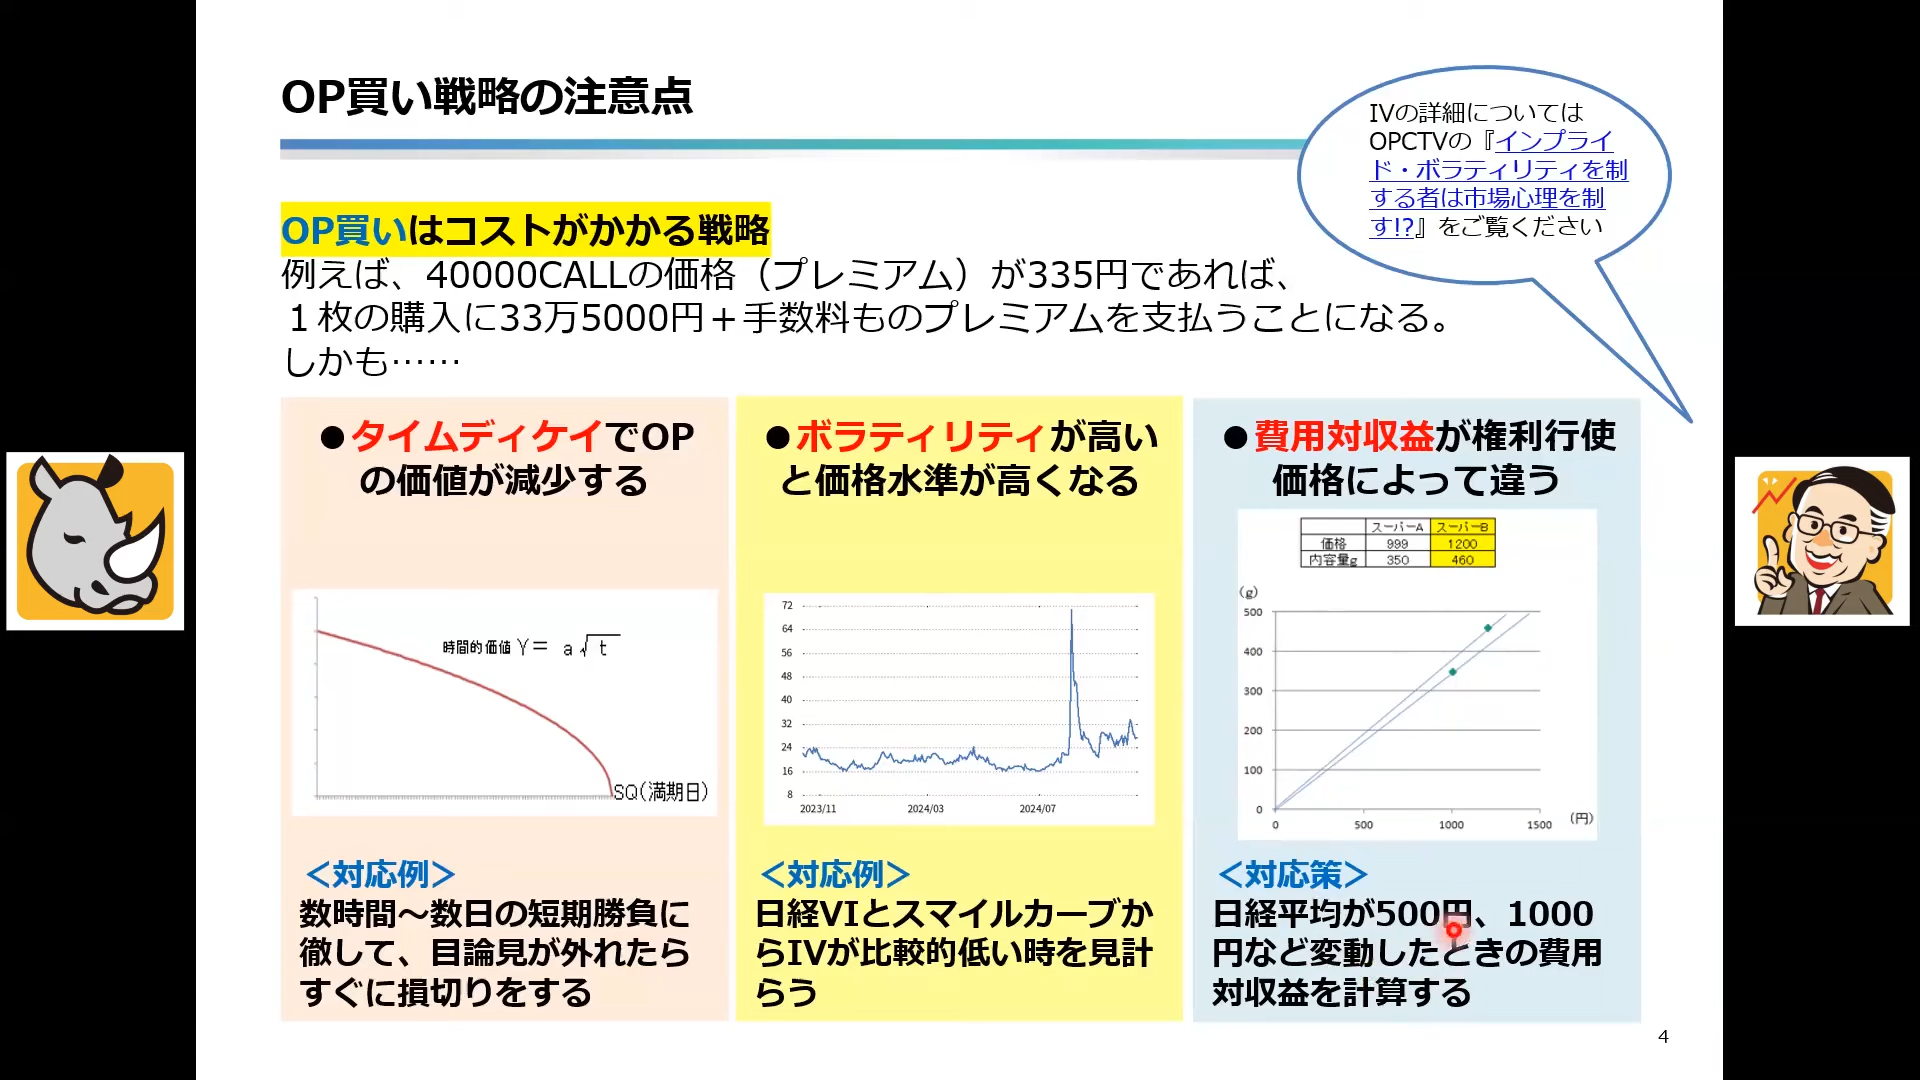 OP買い戦略の注意点
IVの詳細については
OPCTVの『インプライ
ド・ボラティリティを制
する者は市場心理を制
す!?』をご覧ください
OP買いはコストがかかる戦略
例えば、40000CALLの価格（プレミアム）が335円であれば、
１枚の購入に33万5000円＋手数料ものプレミアムを支払うことになる。
しかも……
●タイムディケイでOP
の価値が減少する
時間的価値 Y＝ a√t
SQ(満期日)
＜対応例＞
数時間～数日の短期勝負に
徹して、目論見が外れたら
すぐに損切りをする
●ボラティリティが高い
と価格水準が高くなる
72
64
56
48
40
32
24
16
8
2023/11 2024/03 2024/07
＜対応例＞
日経VIとスマイルカーブか
らIVが比較的低い時を見計
らう
●費用対収益が権利行使
価格によって違う
スーパーA スーパーB
価格 999 1200
内容量g 350 460
(g)
500
400
300
200
100
0
0 500 1000 1500 (円)
＜対応策＞
日経平均が500円、1000
円など変動したときの費用
対収益を計算する
4